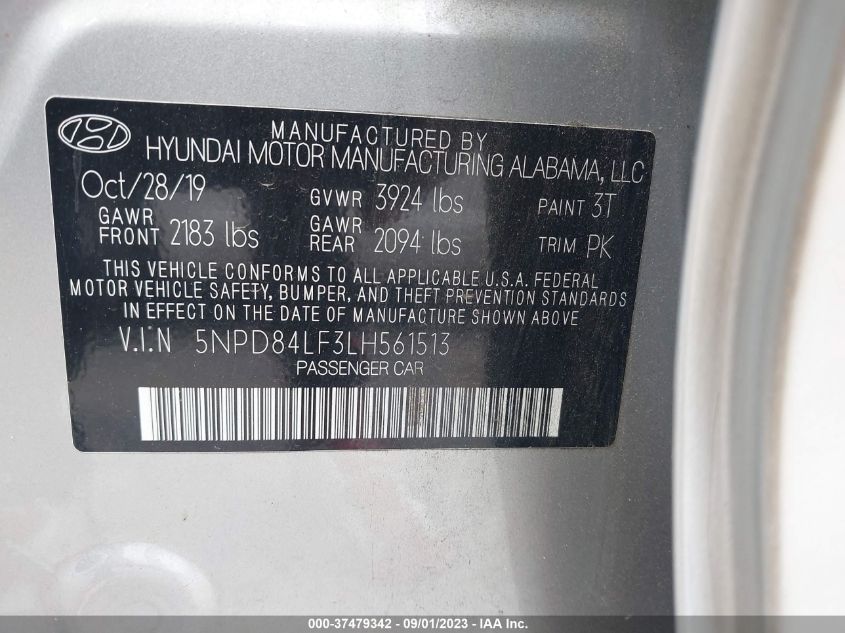 MANUFACTURED BY
HYUNDAI MOTOR MANUFACTURING ALABAMA, LLC
Oct/28/19 GVWR 3924 lbs PAINT 3T
GAWR FRONT 2183 lbs GAWR REAR 2094 lbs TRIM PK
THIS VEHICLE CONFORMS TO ALL APPLICABLE U.S.A. FEDERAL
MOTOR VEHICLE SAFETY, BUMPER, AND THEFT PREVENTION STANDARDS
IN EFFECT ON THE DATE OF MANUFACTURE SHOWN ABOVE.
V.I.N 5NPD84LF3LH561513
PASSENGER CAR
000-37479342 - 09/01/2023 - IAA Inc.